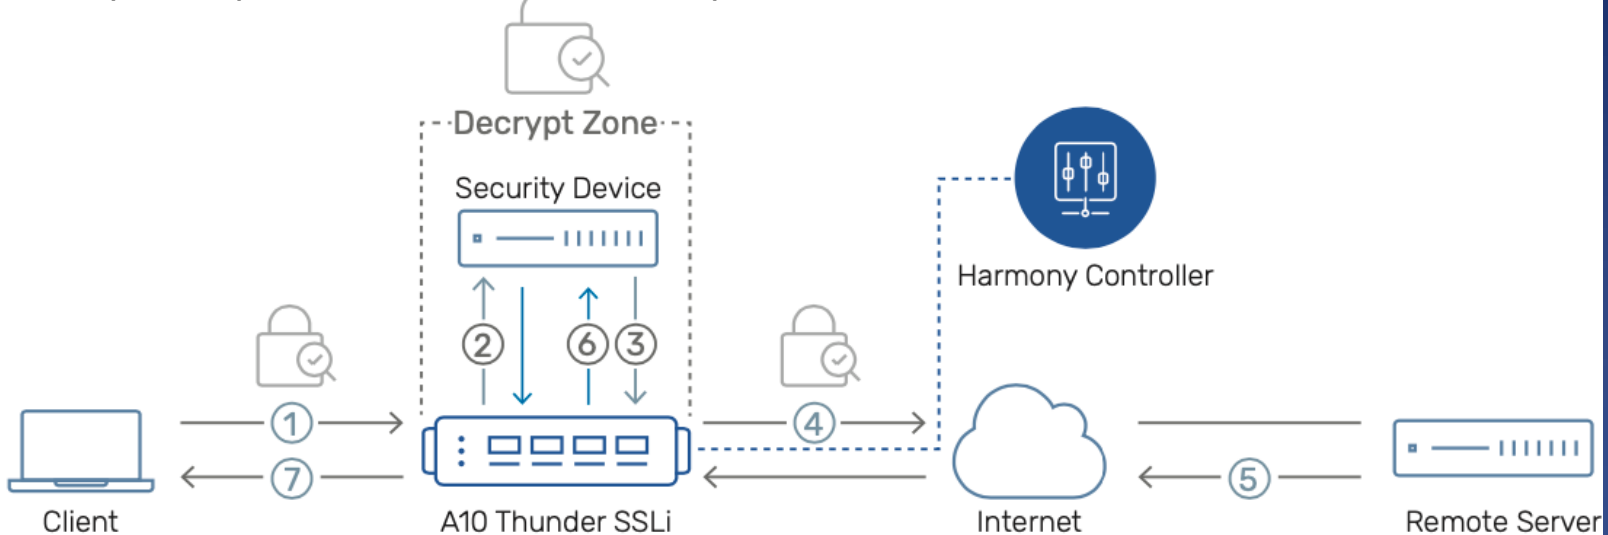 Decrypt Zone
Security Device
Harmony Controller
2
6
3
1
4
7
5
Client
A10 Thunder SSLi
Internet
Remote Server